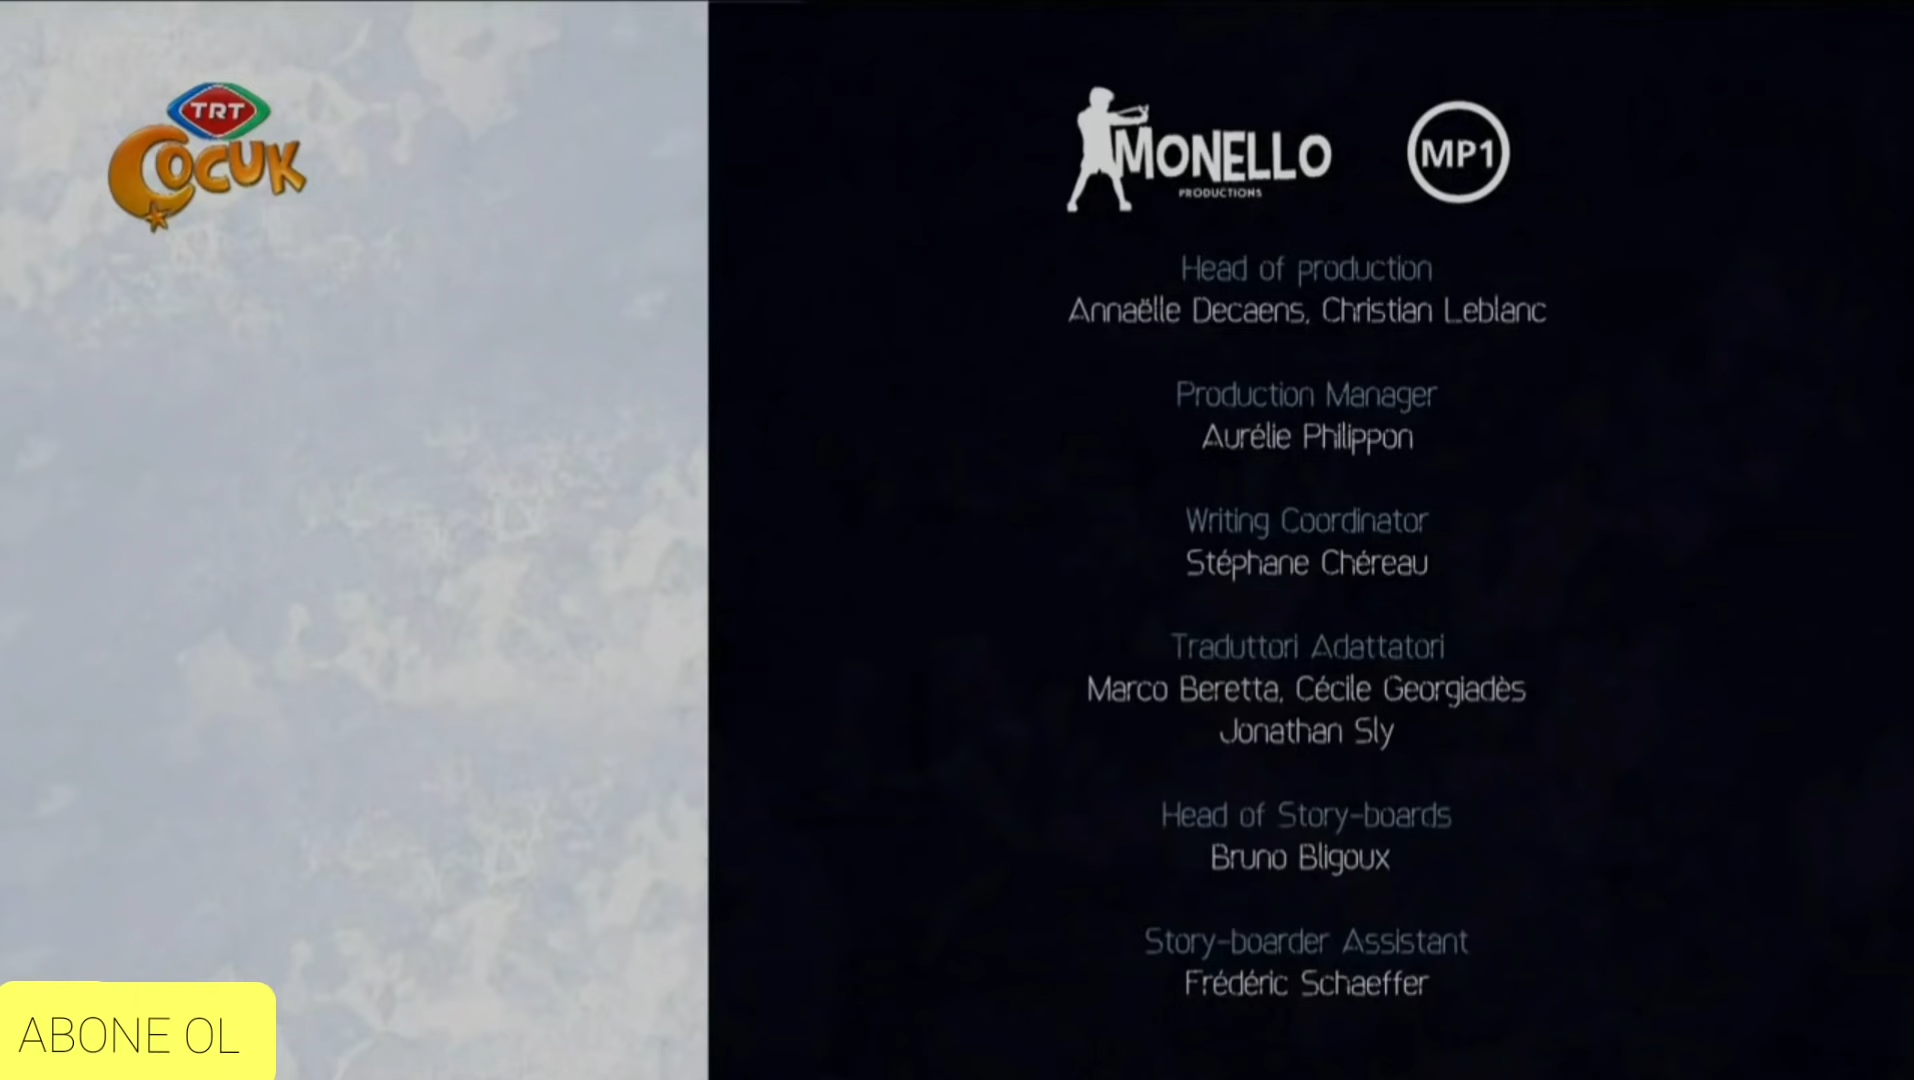 TRT
ÇOCUK
MONELLO
PRODUCTIONS
MP1
Head of production
Annaëlle Decaens, Christian Leblanc
Production Manager
Aurélie Philippon
Writing Coordinator
Stéphane Chéreau
Traduttori Adattatori
Marco Beretta, Cécile Georgiadès
Jonathan Sly
Head of Story-boards
Bruno Bligoux
Story-boarder Assistant
Frédéric Schaeffer
ABONE OL